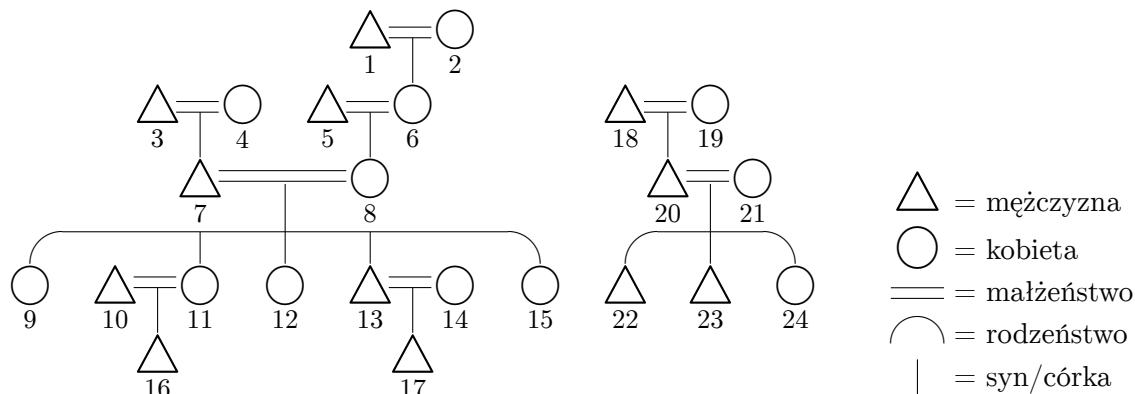 1 2
3 4 5 6 18 19
7 8 20 21
9 10 11 12 13 14 15 22 23 24
16 17
= mężczyzna
= kobieta
= małżeństwo
= rodzeństwo
= syn/córka